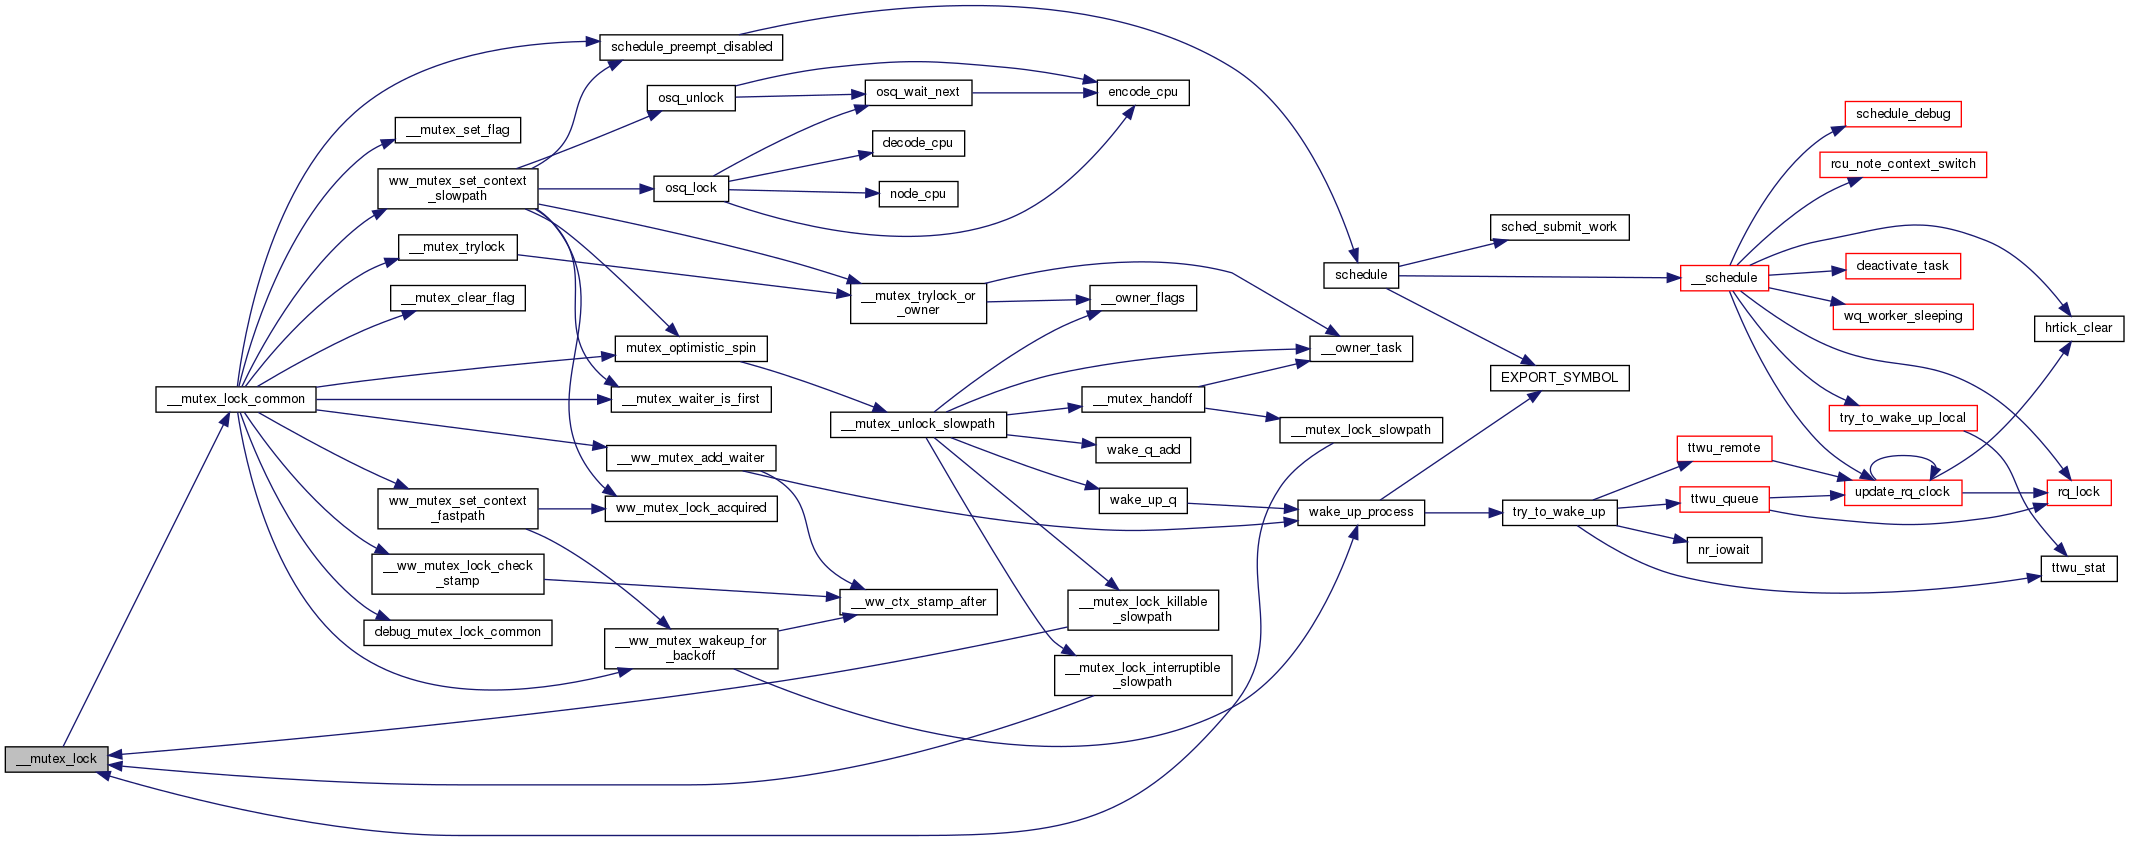 schedule_preempt_disabled
osq_unlock
osq_wait_next
encode_cpu
schedule_debug
__mutex_set_flag
decode_cpu
rcu_note_context_switch
ww_mutex_set_context
_slowpath
osq_lock
node_cpu
sched_submit_work
__mutex_trylock
schedule
__schedule
deactivate_task
__mutex_clear_flag
__mutex_trylock_or
_owner
__owner_flags
wq_worker_sleeping
hrtick_clear
mutex_optimistic_spin
__owner_task
EXPORT_SYMBOL
__mutex_lock_common
__mutex_waiter_is_first
__mutex_handoff
try_to_wake_up_local
__mutex_unlock_slowpath
__mutex_lock_slowpath
wake_q_add
ttwu_remote
__ww_mutex_add_waiter
update_rq_clock
rq_lock
ww_mutex_set_context
_fastpath
ww_mutex_lock_acquired
wake_up_q
wake_up_process
try_to_wake_up
ttwu_queue
nr_iowait
ttwu_stat
__ww_mutex_lock_check
_stamp
__ww_ctx_stamp_after
__mutex_lock_killable
_slowpath
debug_mutex_lock_common
__ww_mutex_wakeup_for
_backoff
__mutex_lock_interruptible
_slowpath
__mutex_lock